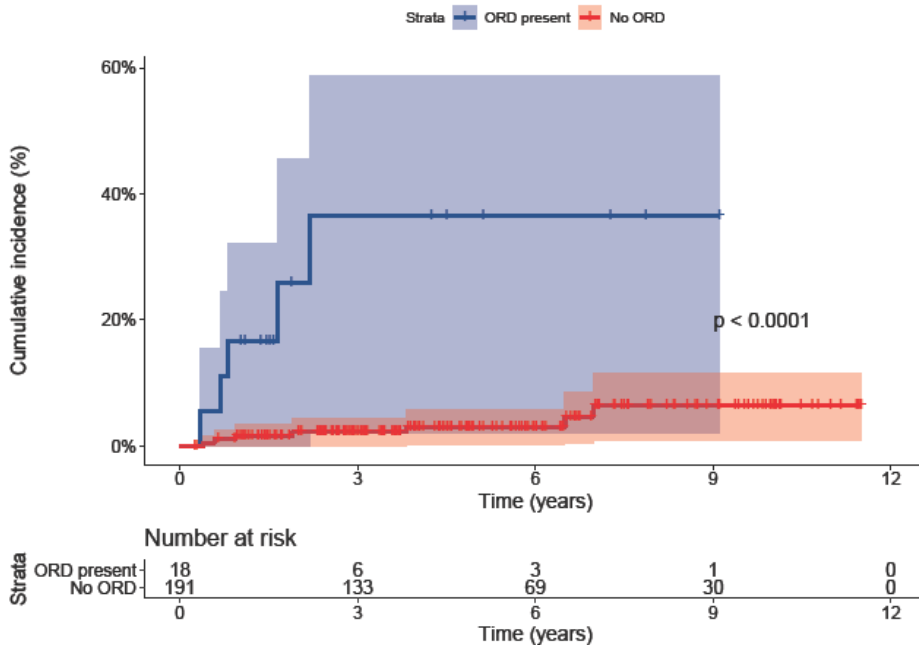 Strata ORD present No ORD
60%
40%
20%
0%
Cumulative incidence (%)
p < 0.0001
0 3 6 9 12
Time (years)
Number at risk
Strata
ORD present 18 6 3 1 0
No ORD 191 133 69 30 0
0 3 6 9 12
Time (years)